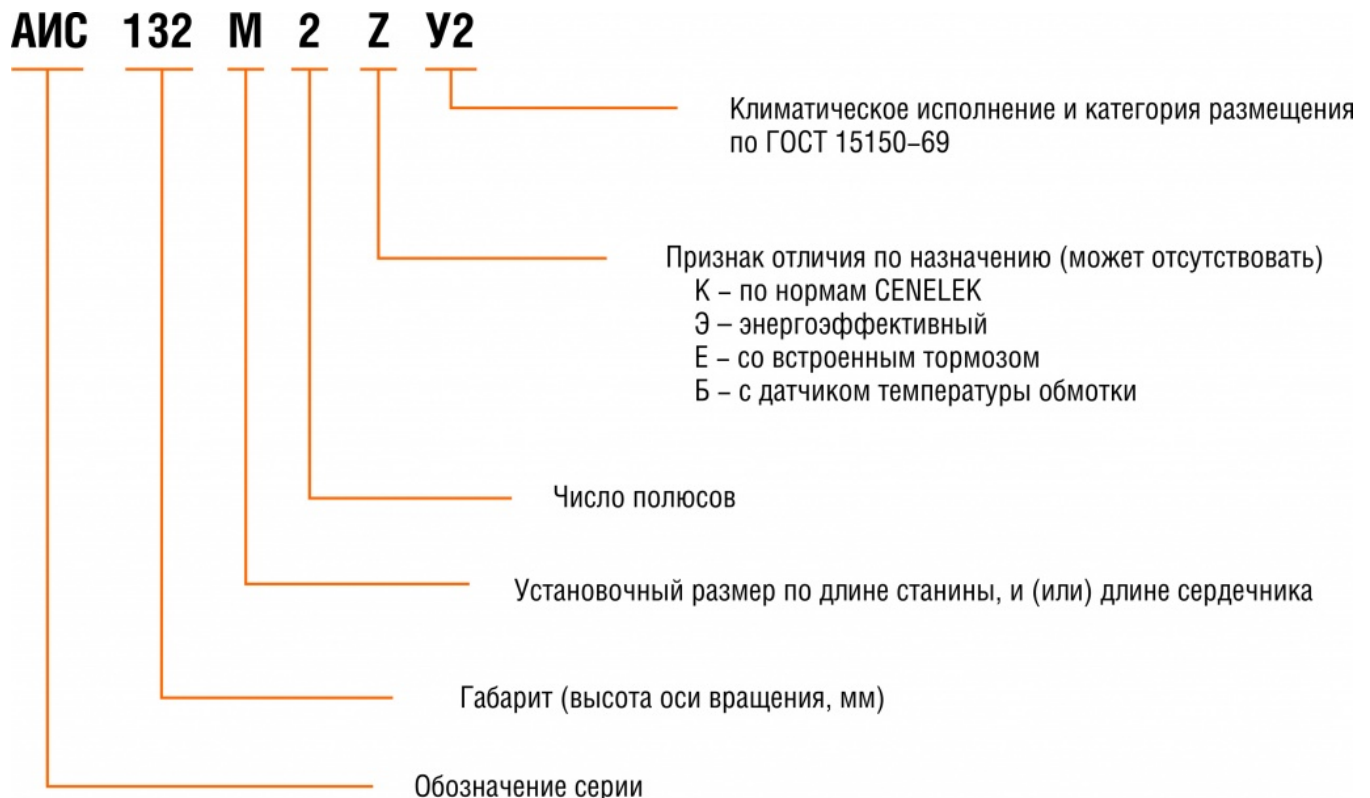 АИС 132 М 2 Z У2
Климатическое исполнение и категория размещения
по ГОСТ 15150–69
Признак отличия по назначению (может отсутствовать)
К – по нормам CENELEK
Э – энергоэффективный
Е – со встроенным тормозом
Б – с датчиком температуры обмотки
Число полюсов
Установочный размер по длине станины, и (или) длине сердечника
Габарит (высота оси вращения, мм)
Обозначение серии